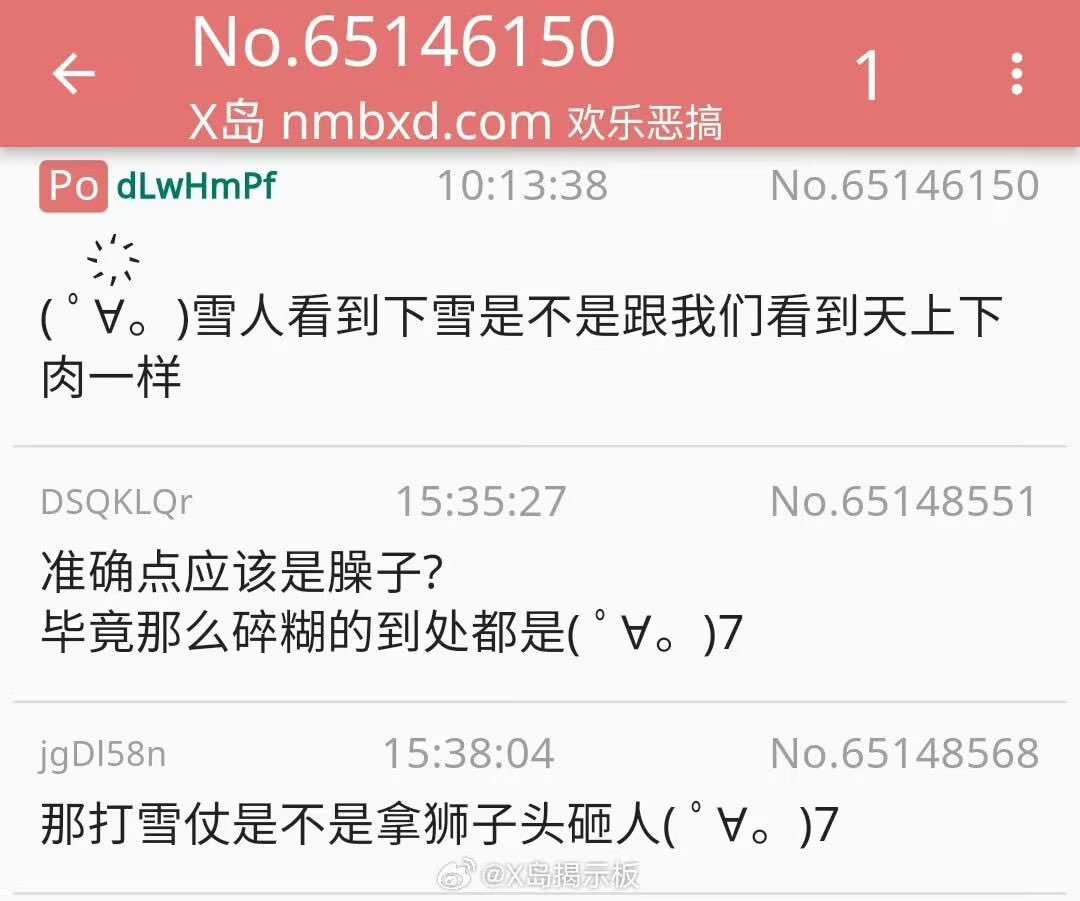 No.65146150
1
X岛 nmbxd.com 欢乐恶搞
Po dLwHmPf 10:13:38 No.65146150
( ﾟ∀。)雪人看到下雪是不是跟我们看到天上下
肉一样
DSQKLQr 15:35:27 No.65148551
准确点应该是臊子?
毕竟那么碎糊的到处都是( ﾟ∀。)7
jgDl58n 15:38:04 No.65148568
那打雪仗是不是拿狮子头砸人( ﾟ∀。)7
@X岛揭示板